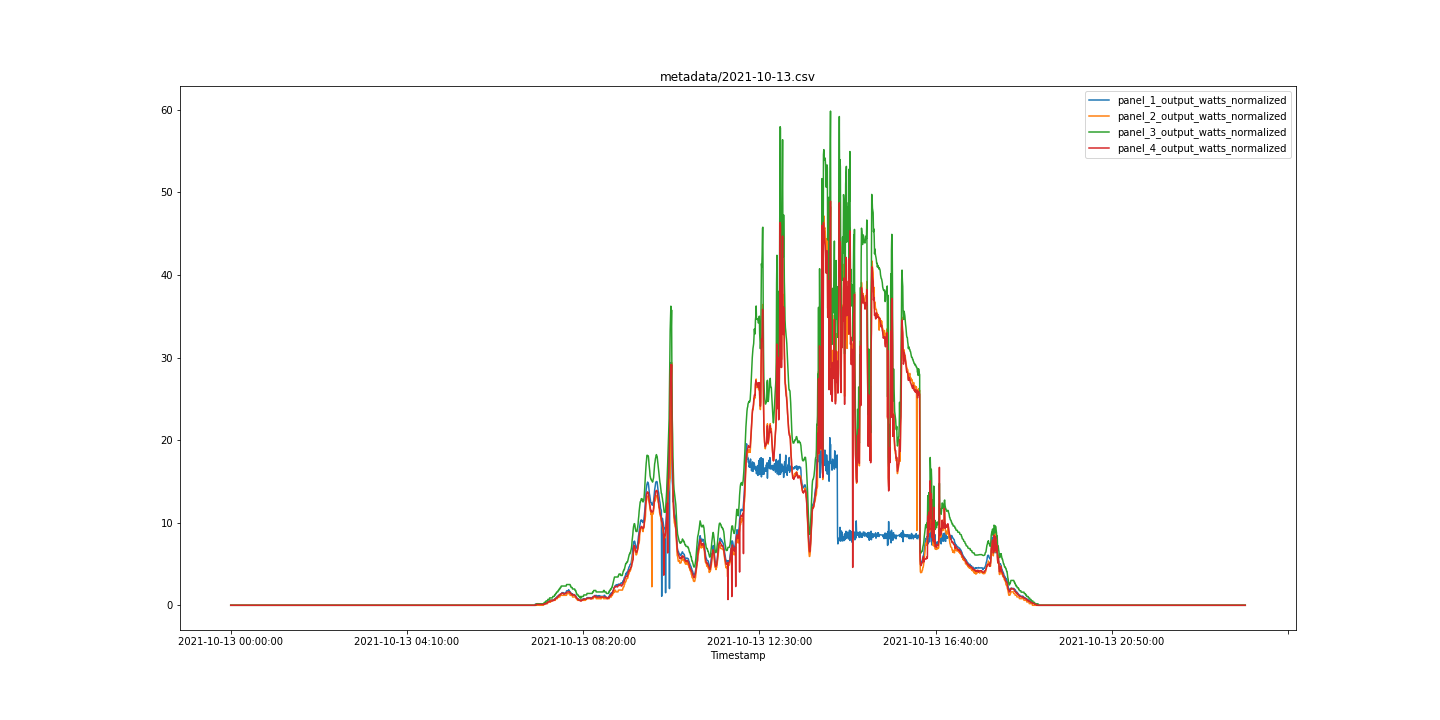 metadata/2021-10-13.csv
panel_1_output_watts_normalized
panel_2_output_watts_normalized
panel_3_output_watts_normalized
panel_4_output_watts_normalized
60
50
40
30
20
10
0
2021-10-13 00:00:00 2021-10-13 04:10:00 2021-10-13 08:20:00 2021-10-13 12:30:00 2021-10-13 16:40:00 2021-10-13 20:50:00
Timestamp